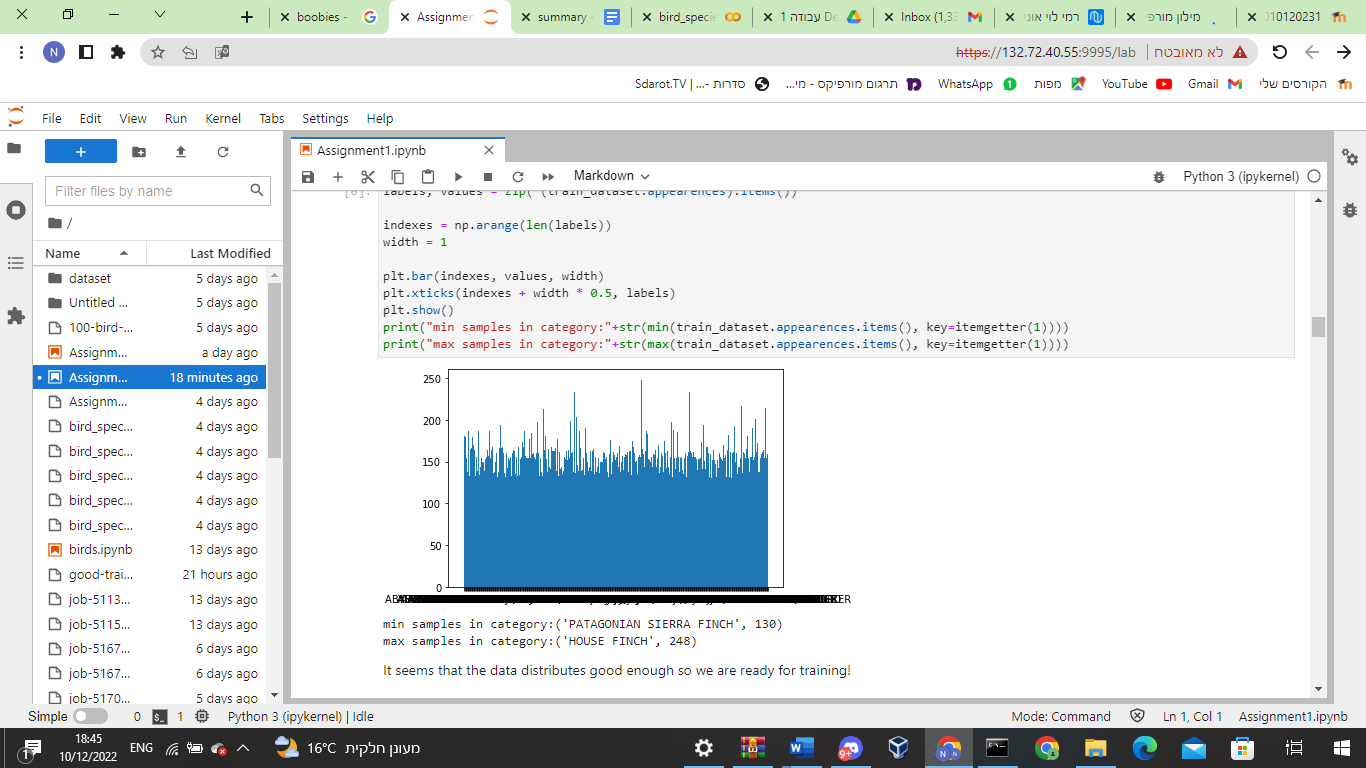 boobies -
Assignmen
summary -
bird_specie
עבודה 1 De
Inbox (1,33
רמי לוי אונ
מילון מורפי
010120231
N
https://132.72.40.55:9995/lab
לא מאובטח
Sdarot.TV | ...- סדרות
תרגום מורפיקס - מי...
WhatsApp
מפות
YouTube
Gmail
הקורסים שלי
File Edit View Run Kernel Tabs Settings Help
Assignment1.ipynb
Markdown
Python 3 (ipykernel)
Filter files by name
/
Name Last Modified
dataset 5 days ago
Untitled ... 5 days ago
100-bird-... 5 days ago
Assignm... a day ago
Assignm... 18 minutes ago
Assignm... 4 days ago
bird_spec... 4 days ago
bird_spec... 4 days ago
bird_spec... 4 days ago
bird_spec... 4 days ago
bird_spec... 4 days ago
birds.ipynb 13 days ago
good-trai... 21 hours ago
job-5113... 13 days ago
job-5115... 13 days ago
job-5167... 6 days ago
job-5167... 6 days ago
job-5170... 5 days ago
[8]:
labels, values = zip(*(train_dataset.appearences).items())
indexes = np.arange(len(labels))
width = 1
plt.bar(indexes, values, width)
plt.xticks(indexes + width * 0.5, labels)
plt.show()
print("min samples in category:"+str(min(train_dataset.appearences.items(), key=itemgetter(1))))
print("max samples in category:"+str(max(train_dataset.appearences.items(), key=itemgetter(1))))
250
200
150
100
50
0
min samples in category:('PATAGONIAN SIERRA FINCH', 130)
max samples in category:('HOUSE FINCH', 248)
It seems that the data distributes good enough so we are ready for training!
Simple 0 1 Python 3 (ipykernel) | Idle
Mode: Command Ln 1, Col 1 Assignment1.ipynb
18:45
10/12/2022
1
ENG
16°C מעונן חלקית
9+
N